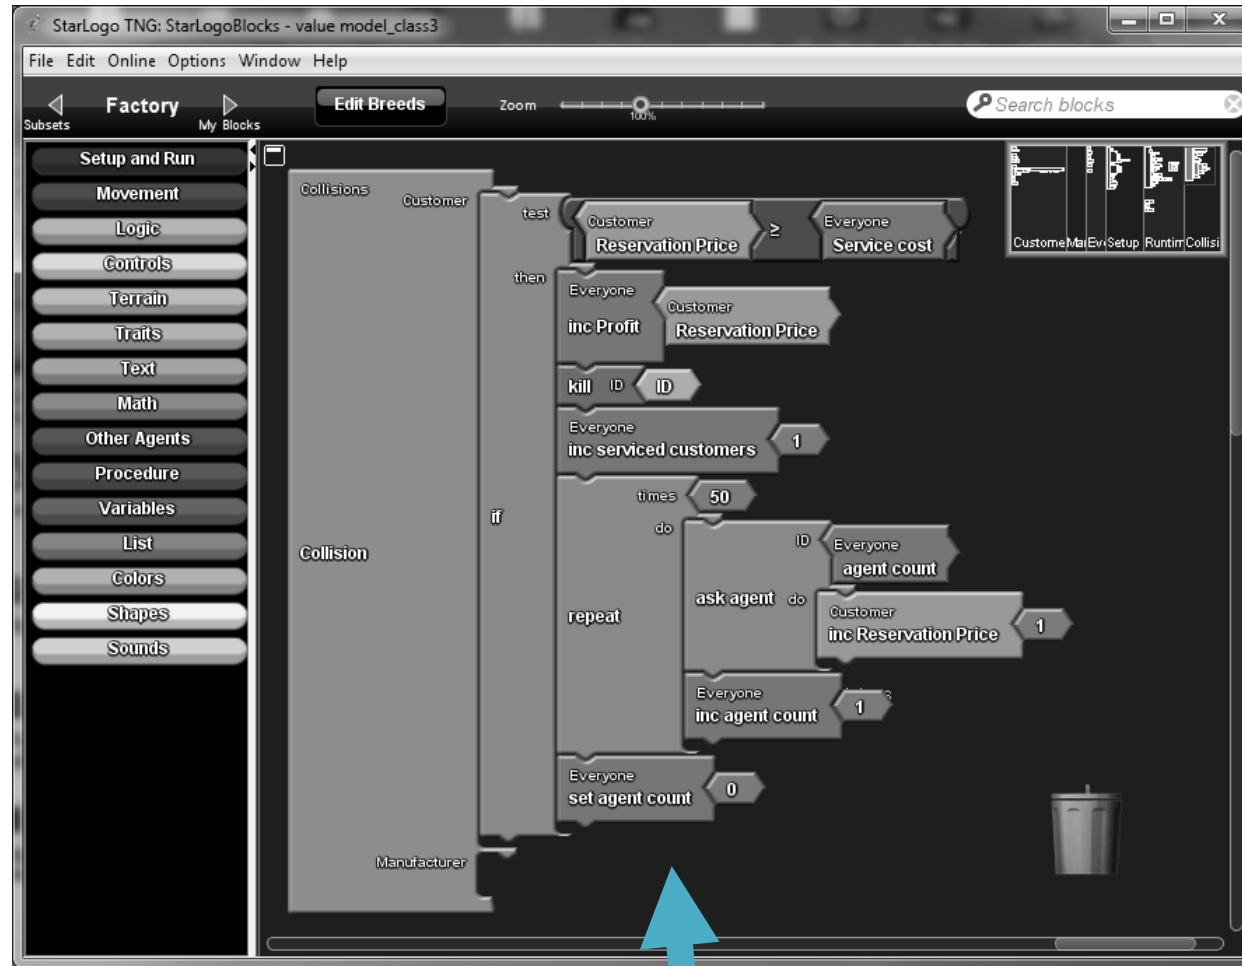 StarLogo TNG: StarLogoBlocks - value model_class3
File Edit Online Options Window Help
Subsets
Factory
My Blocks
Edit Breeds
Zoom
100%
Search blocks
Setup and Run
Movement
Logic
Controls
Terrain
Traits
Text
Math
Other Agents
Procedure
Variables
List
Colors
Shapes
Sounds
Collisions
Collision
Customer
Manufacturer
if
test
Customer
Reservation Price
≥
Everyone
Service cost
then
Everyone
inc Profit
Customer
Reservation Price
kill ID ID
Everyone
inc serviced customers 1
repeat
times 50
do
ask agent
ID
Everyone
agent count
do
Customer
inc Reservation Price 1
Everyone
inc agent count 1
Everyone
set agent count 0
Setup
Collisi